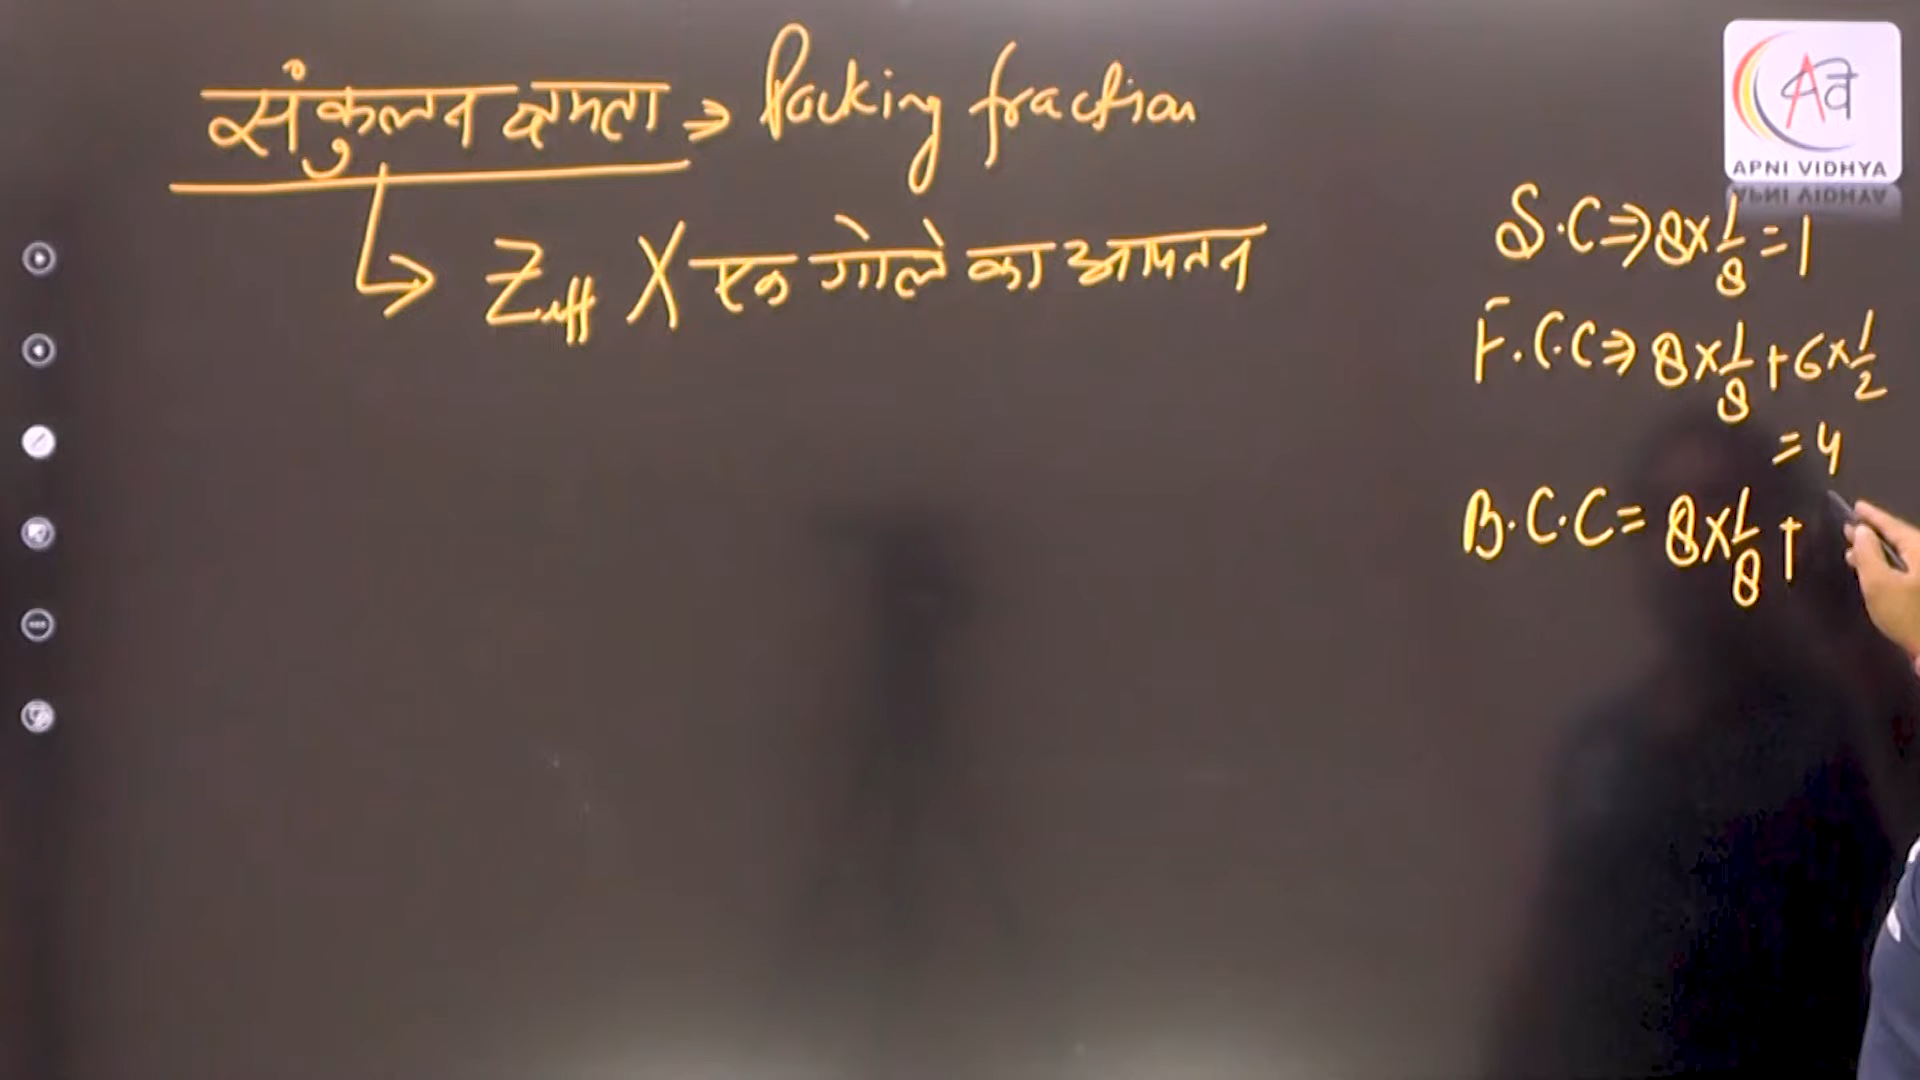 संकुलन क्षमता ⇒ Packing fraction
↳ Zeff X एक गोले का आयतन
APNI VIDHYA
S.C ⇒ 8×1/8 = 1
F.C.C ⇒ 8×1/8 + 6×1/2
= 4
B.C.C = 8×1/8 +